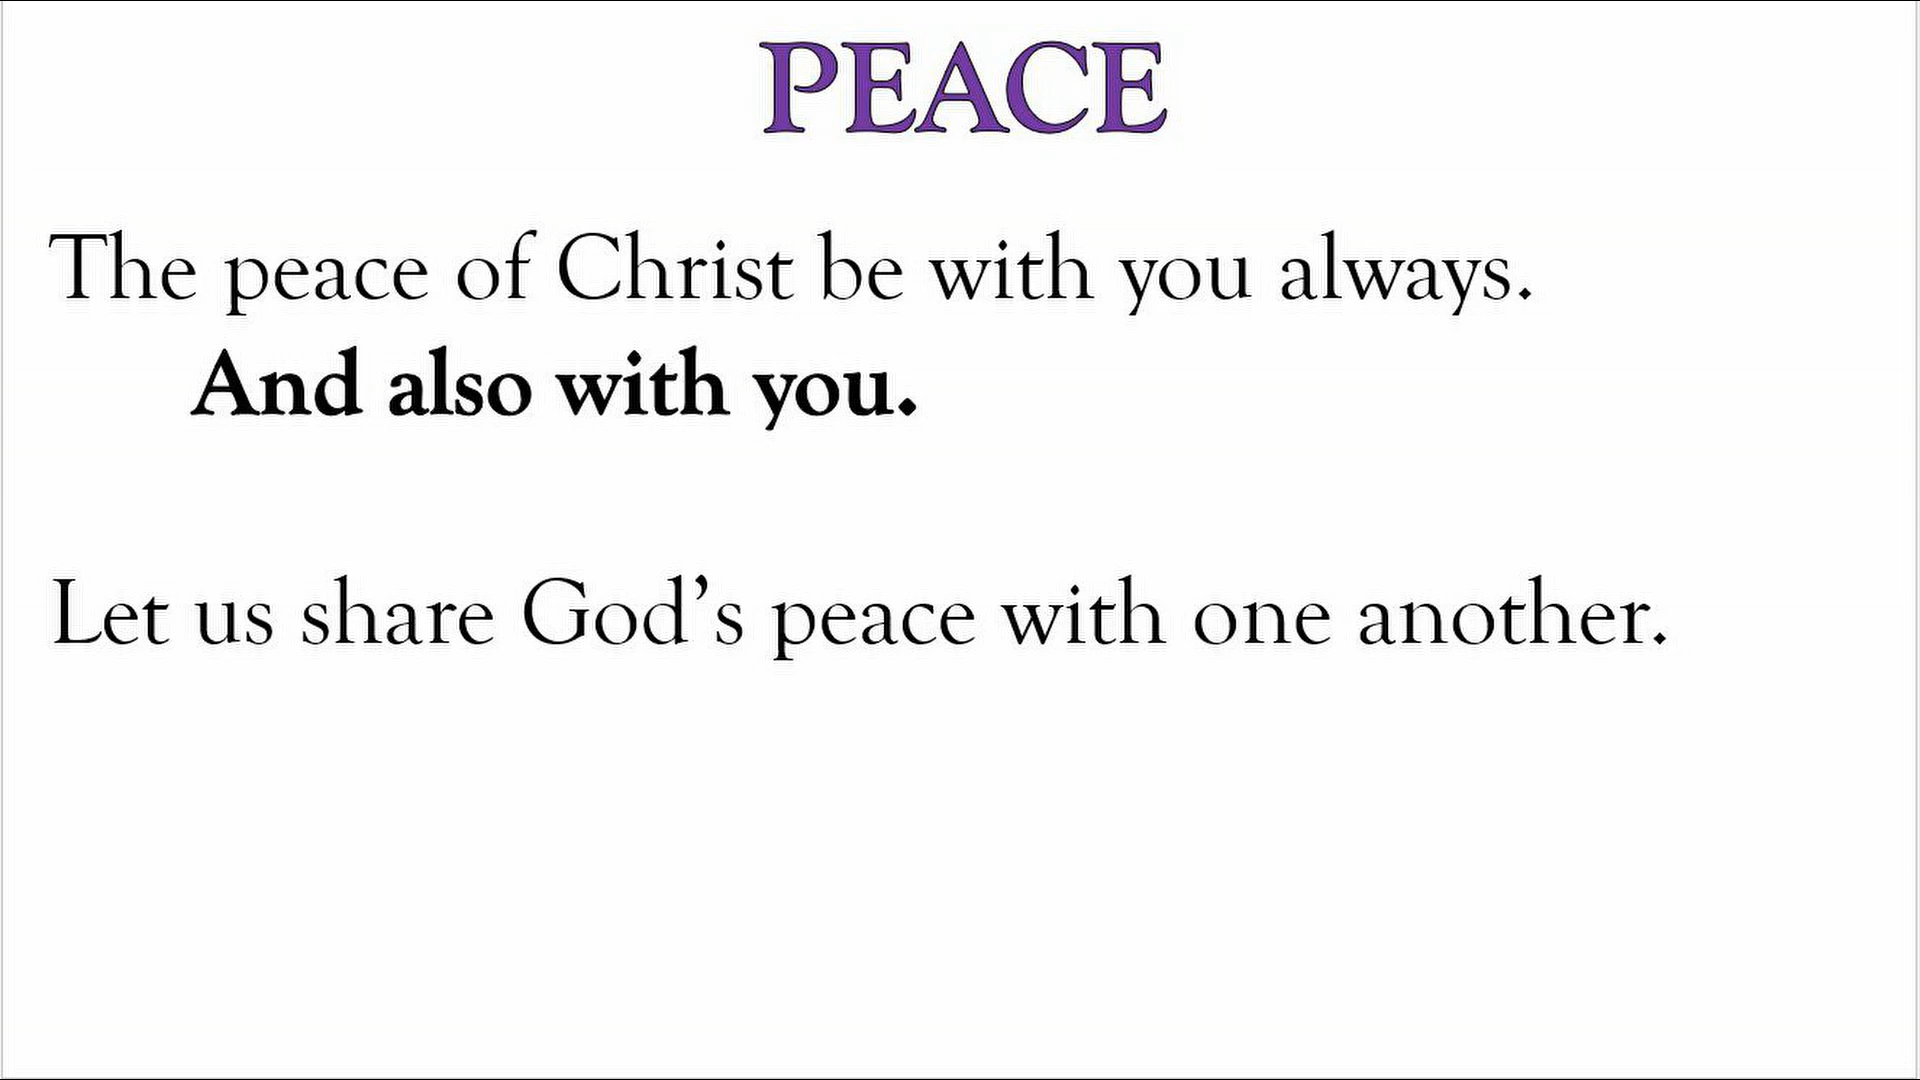 PEACE
The peace of Christ be with you always.
And also with you.
Let us share God’s peace with one another.